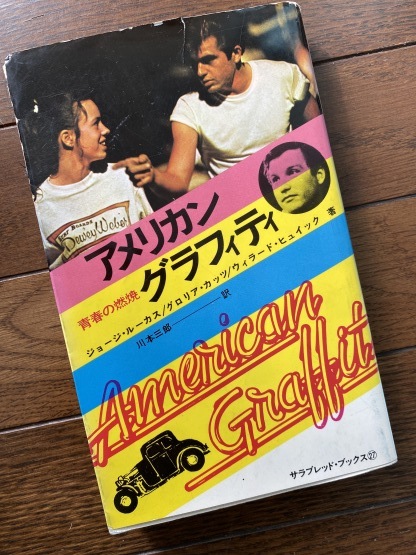 Dewey Weber
アメリカン
グラフィティ
青春の燃焼
ジョージ・ルーカス/グロリア・カッツ/ウィラード・ヒュイック 著
川本三郎 訳
American
Graffiti
サラブレッド・ブックス㉗